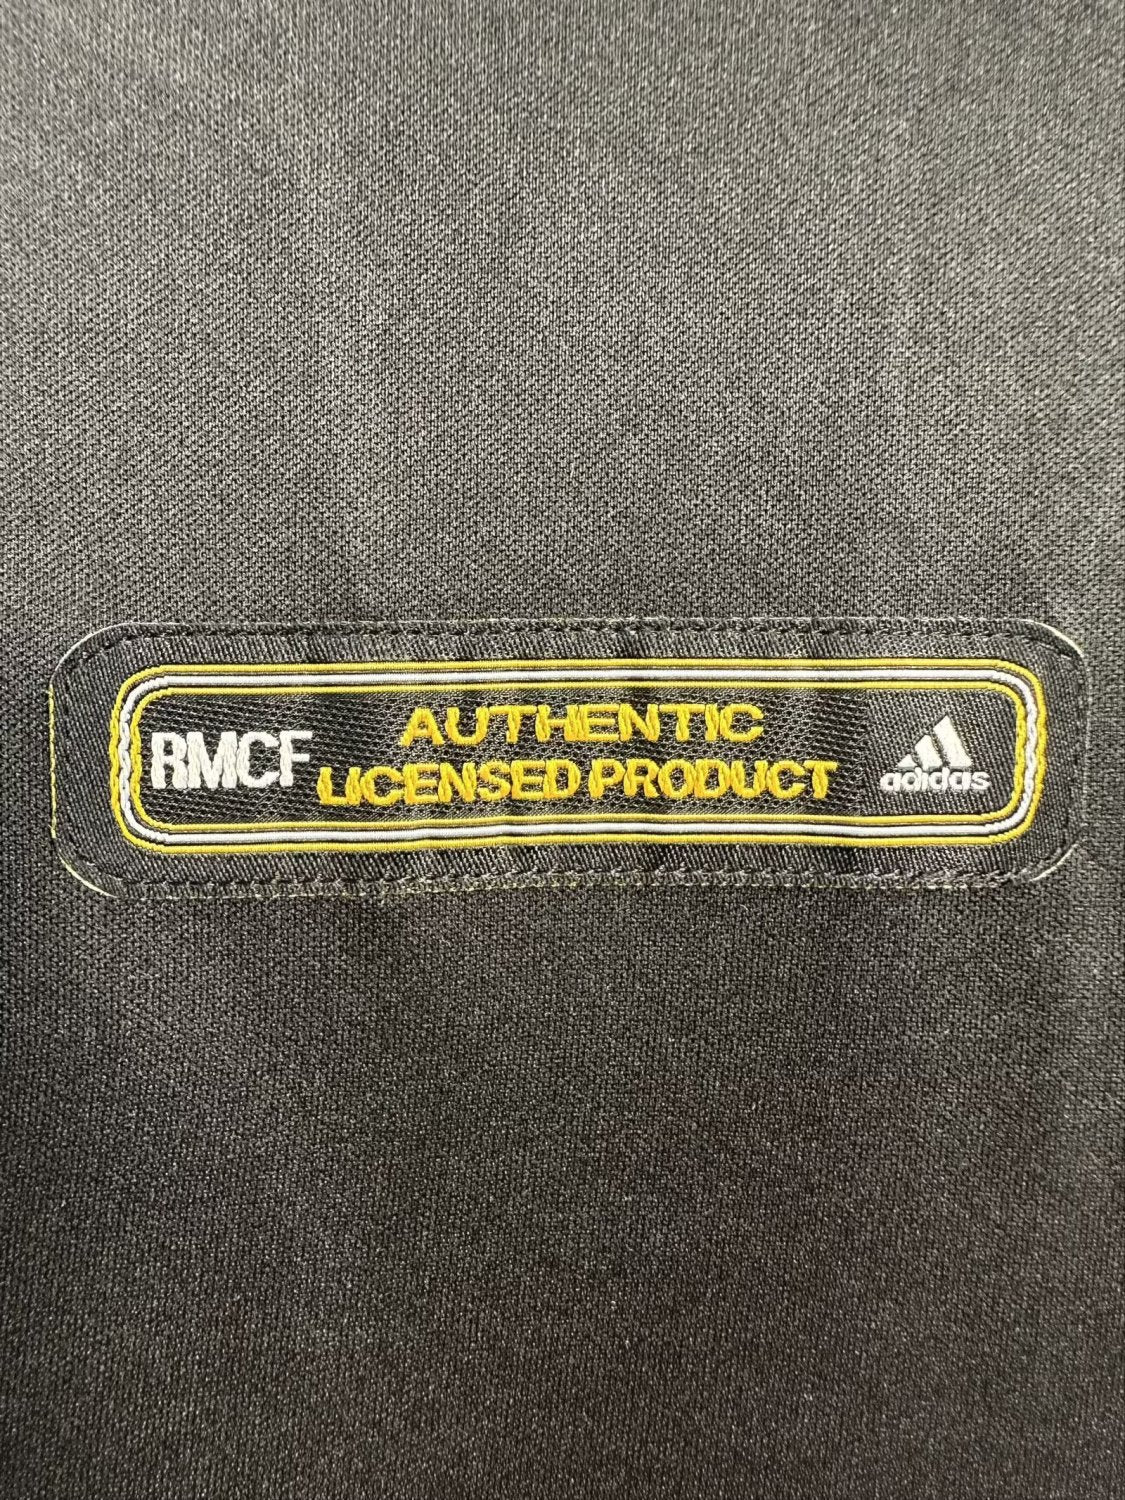 RMCF
AUTHENTIC
LICENSED PRODUCT
adidas